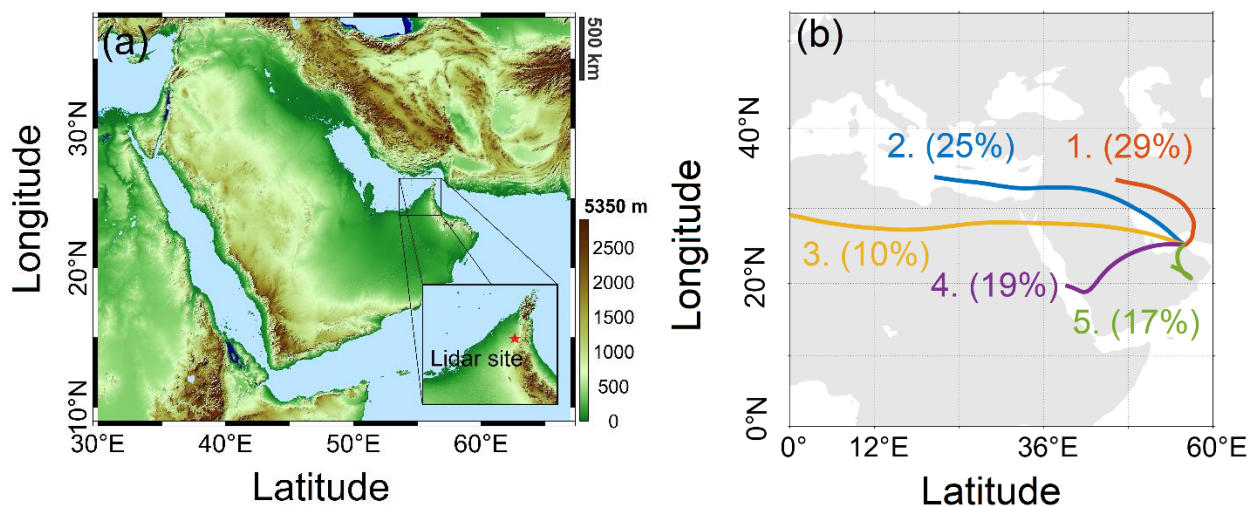 (a)
500 km
Longitude
30°N
20°N
10°N
30°E
40°E
50°E
60°E
Latitude
Lidar site
5350 m
2500
2000
1500
1000
500
0
(b)
Longitude
40°N
20°N
0°N
0°
12°E
36°E
60°E
Latitude
2. (25%)
1. (29%)
3. (10%)
4. (19%)
5. (17%)